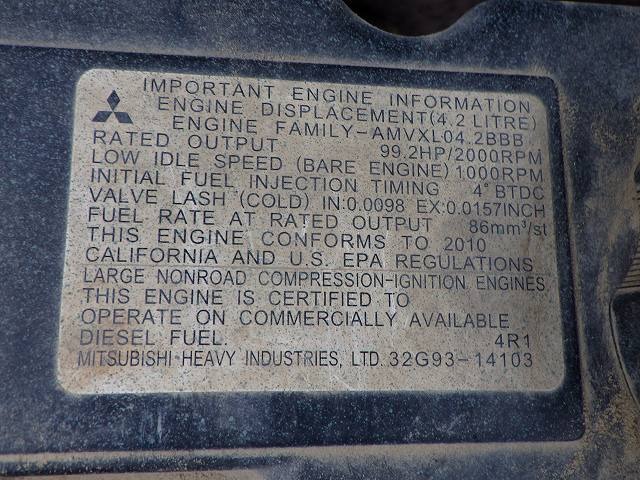 IMPORTANT ENGINE INFORMATION
ENGINE DISPLACEMENT(4.2 LITRE)
ENGINE FAMILY-AMVXL04.2BBB
RATED OUTPUT 99.2HP/2000RPM
LOW IDLE SPEED (BARE ENGINE) 1000RPM
INITIAL FUEL INJECTION TIMING 4°BTDC
VALVE LASH (COLD) IN:0.0098 EX:0.0157INCH
FUEL RATE AT RATED OUTPUT 86mm³/st
THIS ENGINE CONFORMS TO 2010
CALIFORNIA AND U.S. EPA REGULATIONS
LARGE NONROAD COMPRESSION-IGNITION ENGINES
THIS ENGINE IS CERTIFIED TO
OPERATE ON COMMERCIALLY AVAILABLE
DIESEL FUEL. 4R1
MITSUBISHI HEAVY INDUSTRIES, LTD. 32G93-14103